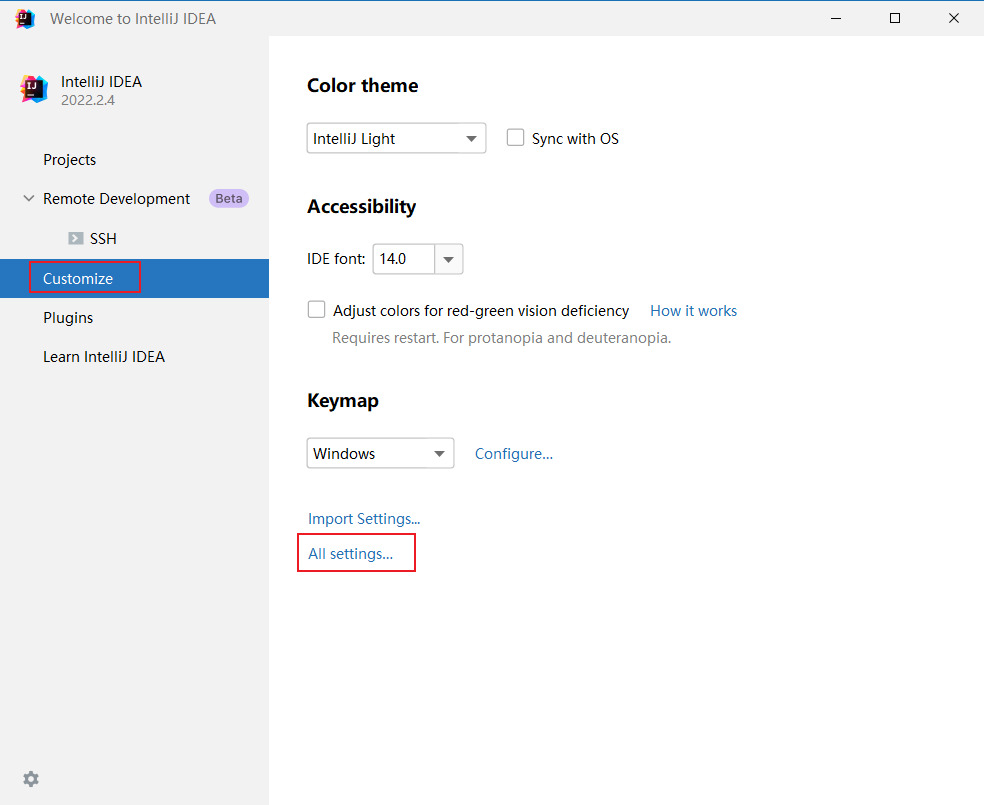 Welcome to IntelliJ IDEA
IntelliJ IDEA
2022.2.4
Projects
Remote Development Beta
SSH
Customize
Plugins
Learn IntelliJ IDEA
Color theme
IntelliJ Light Sync with OS
Accessibility
IDE font: 14.0
Adjust colors for red-green vision deficiency How it works
Requires restart. For protanopia and deuteranopia.
Keymap
Windows Configure...
Import Settings...
All settings...